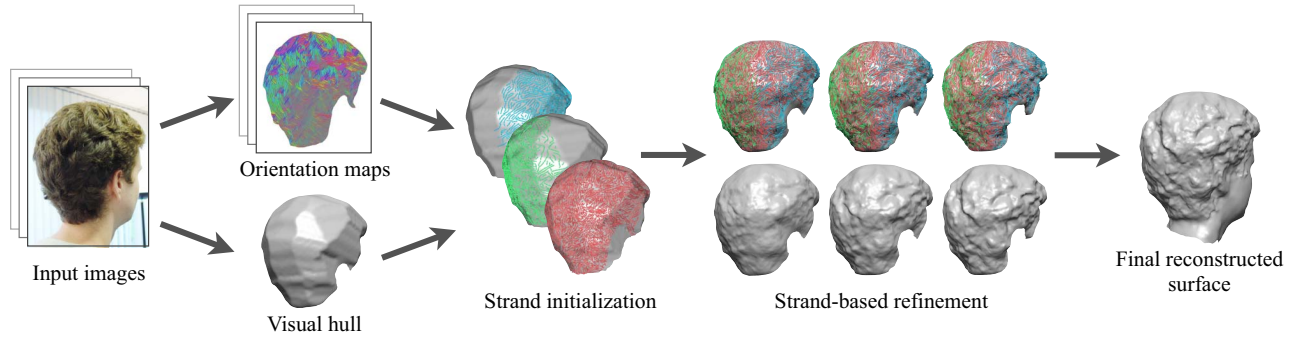 Orientation maps
Input images
Visual hull
Strand initialization
Strand-based refinement
Final reconstructed
surface